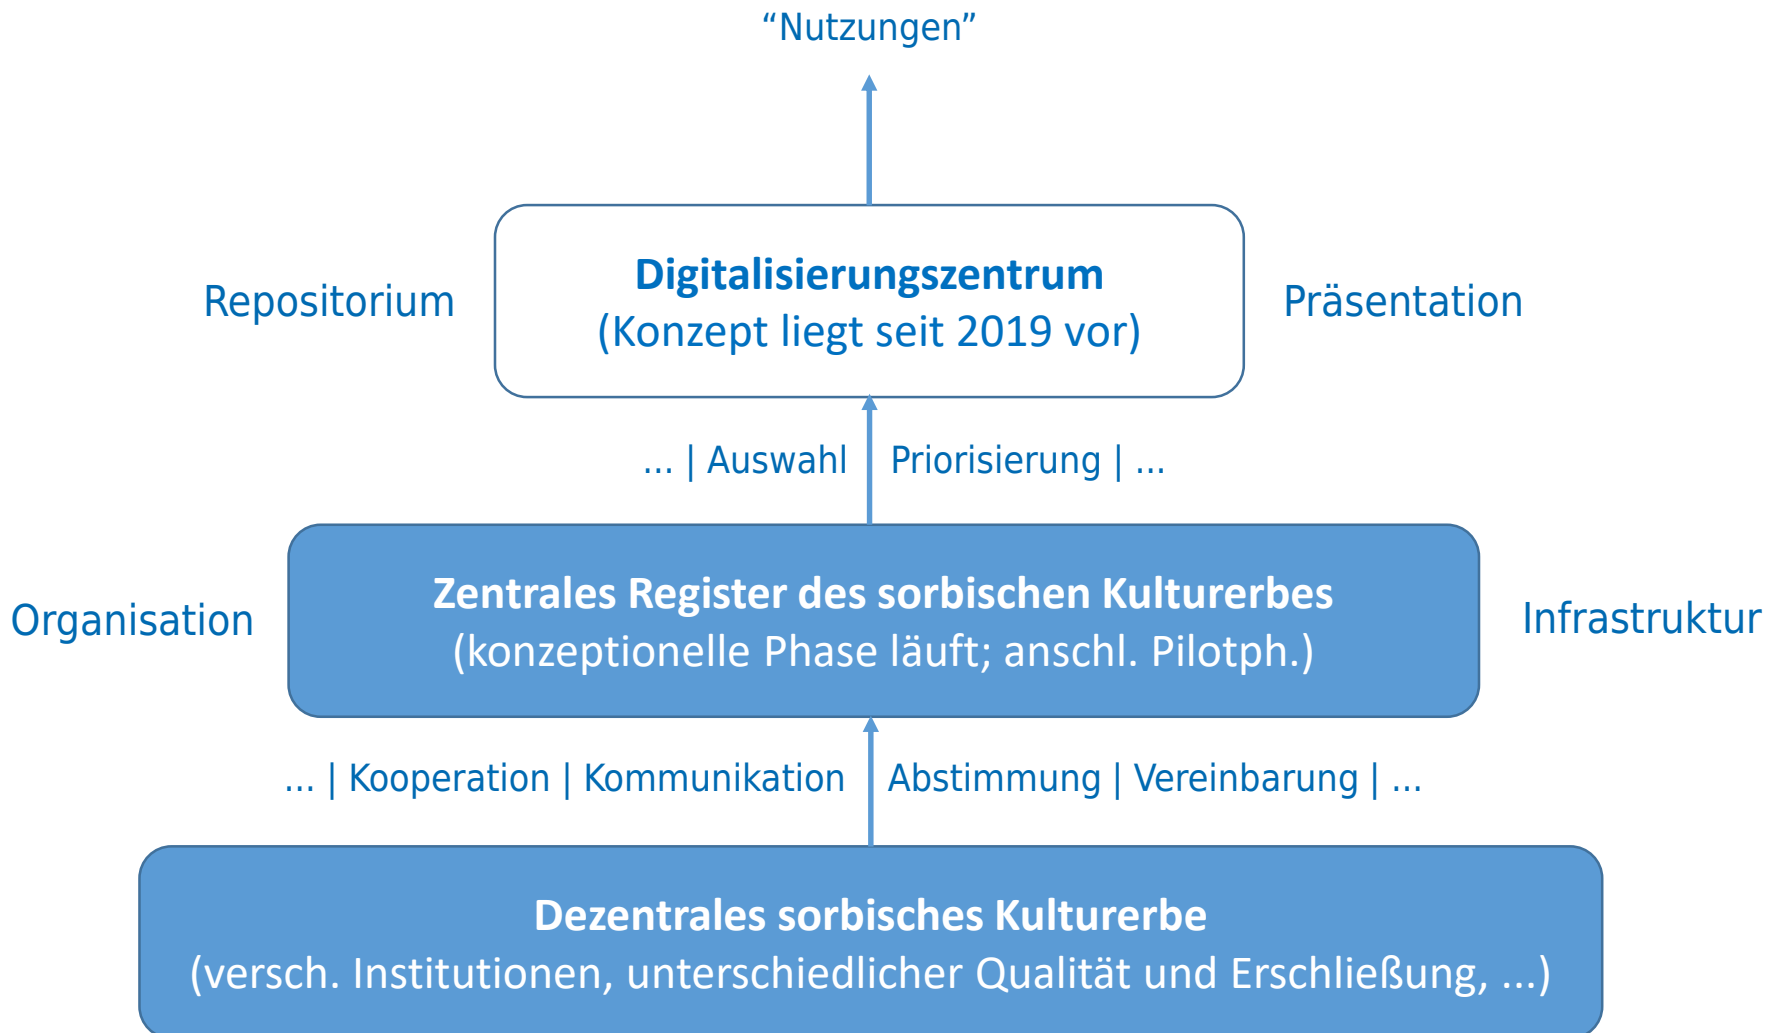 “Nutzungen”
Digitalisierungszentrum
(Konzept liegt seit 2019 vor)
Repositorium
Präsentation
... | Auswahl
Priorisierung | ...
Zentrales Register des sorbischen Kulturerbes
(konzeptionelle Phase läuft; anschl. Pilotph.)
Organisation
Infrastruktur
... | Kooperation | Kommunikation
Abstimmung | Vereinbarung | ...
Dezentrales sorbisches Kulturerbe
(versch. Institutionen, unterschiedlicher Qualität und Erschließung, ...)